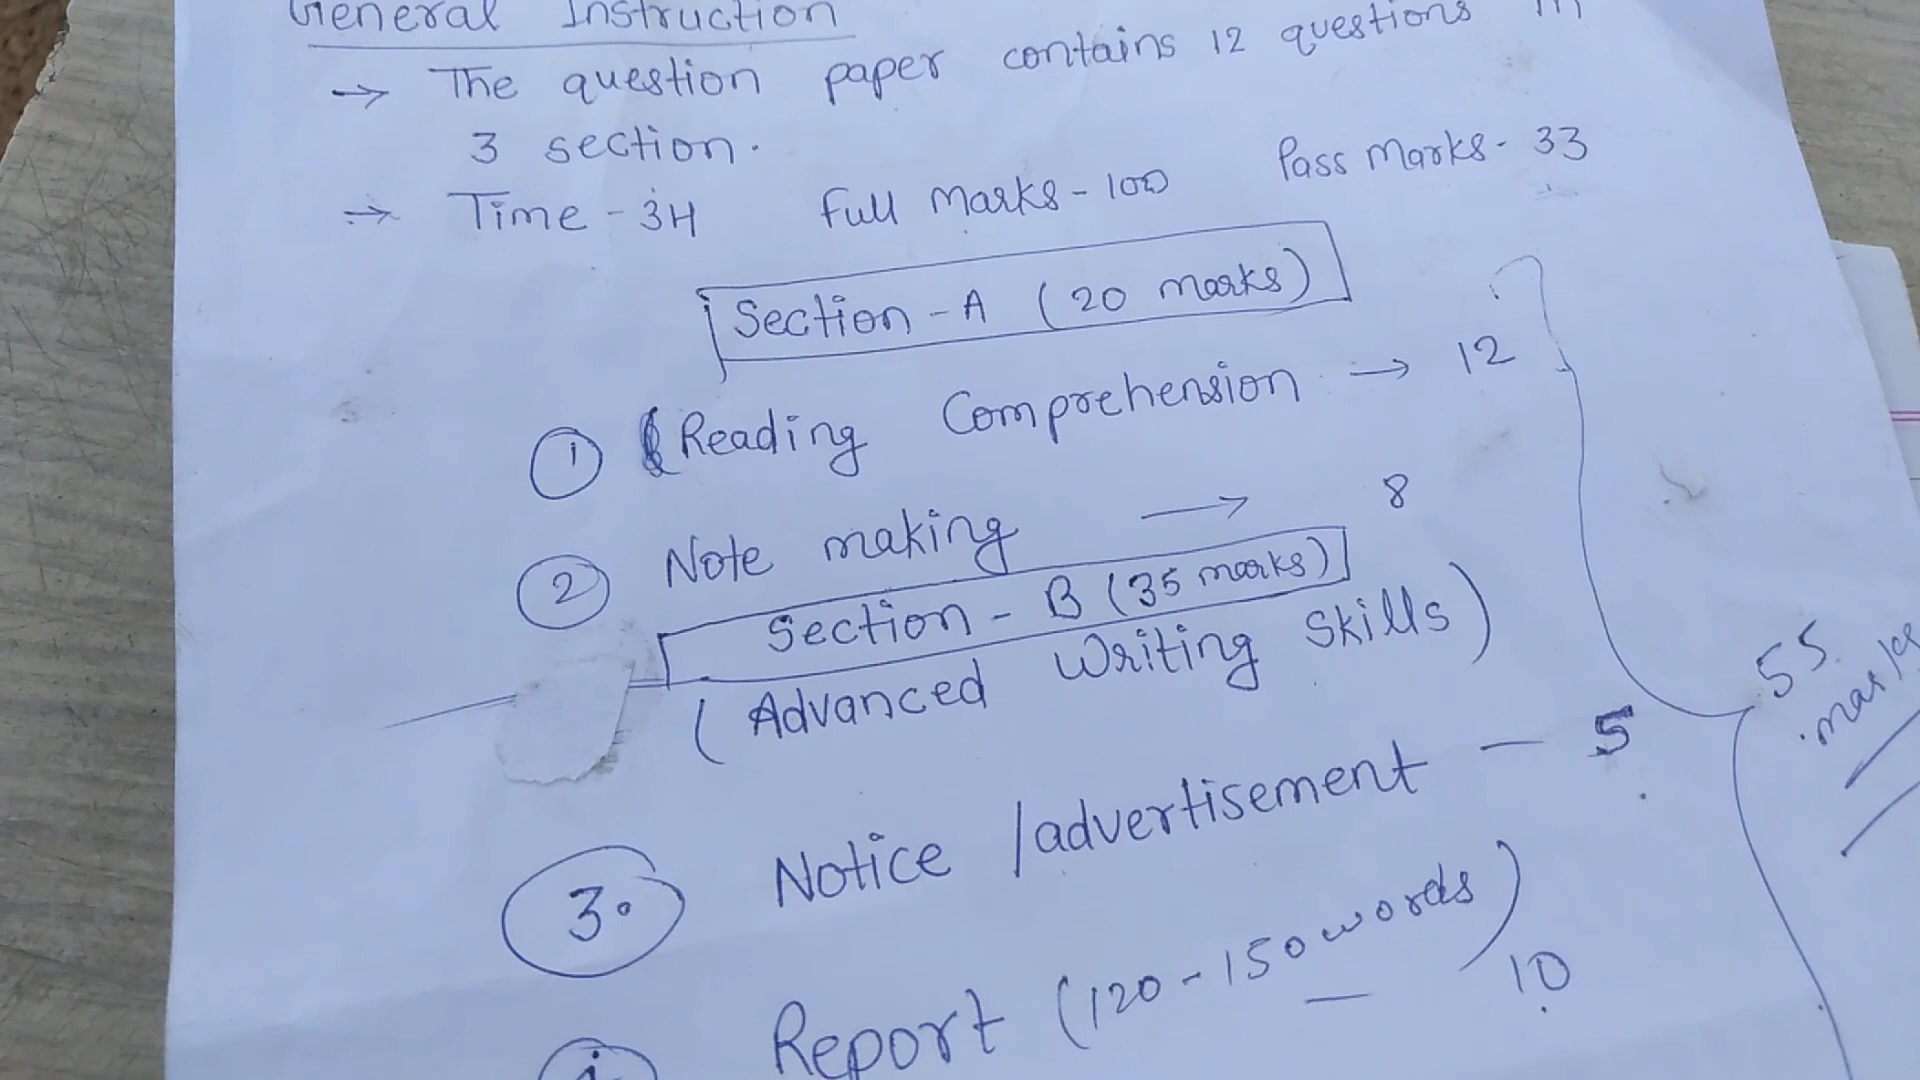 General Instruction
→ The question paper contains 12 questions in
3 section.
→ Time - 3H Full Marks - 100 Pass Marks - 33
Section - A (20 marks)
1 Reading Comprehension → 12
2 Note making → 8
Section - B (35 marks)
(Advanced Writing Skills)
55 marks
3. Notice / advertisement - 5
Report (120 - 150 words) - 10